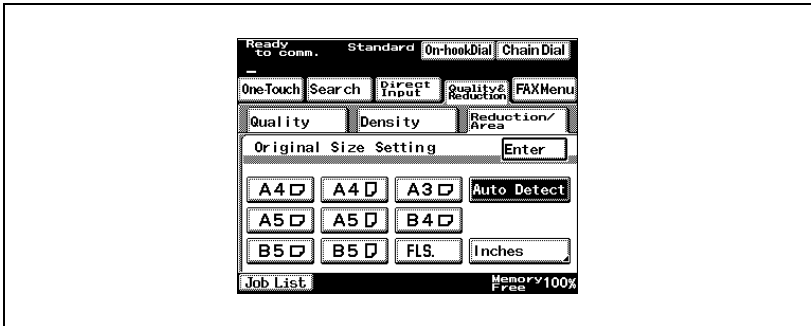 Ready to comm. Standard On-hookDial Chain Dial
One-Touch Search Direct Input Quality& Reduction FAXMenu
Quality Density Reduction/ Area
Original Size Setting Enter
A4 A4 A3 Auto Detect
A5 A5 B4
B5 B5 FLS. Inches
Job List Memory Free 100%